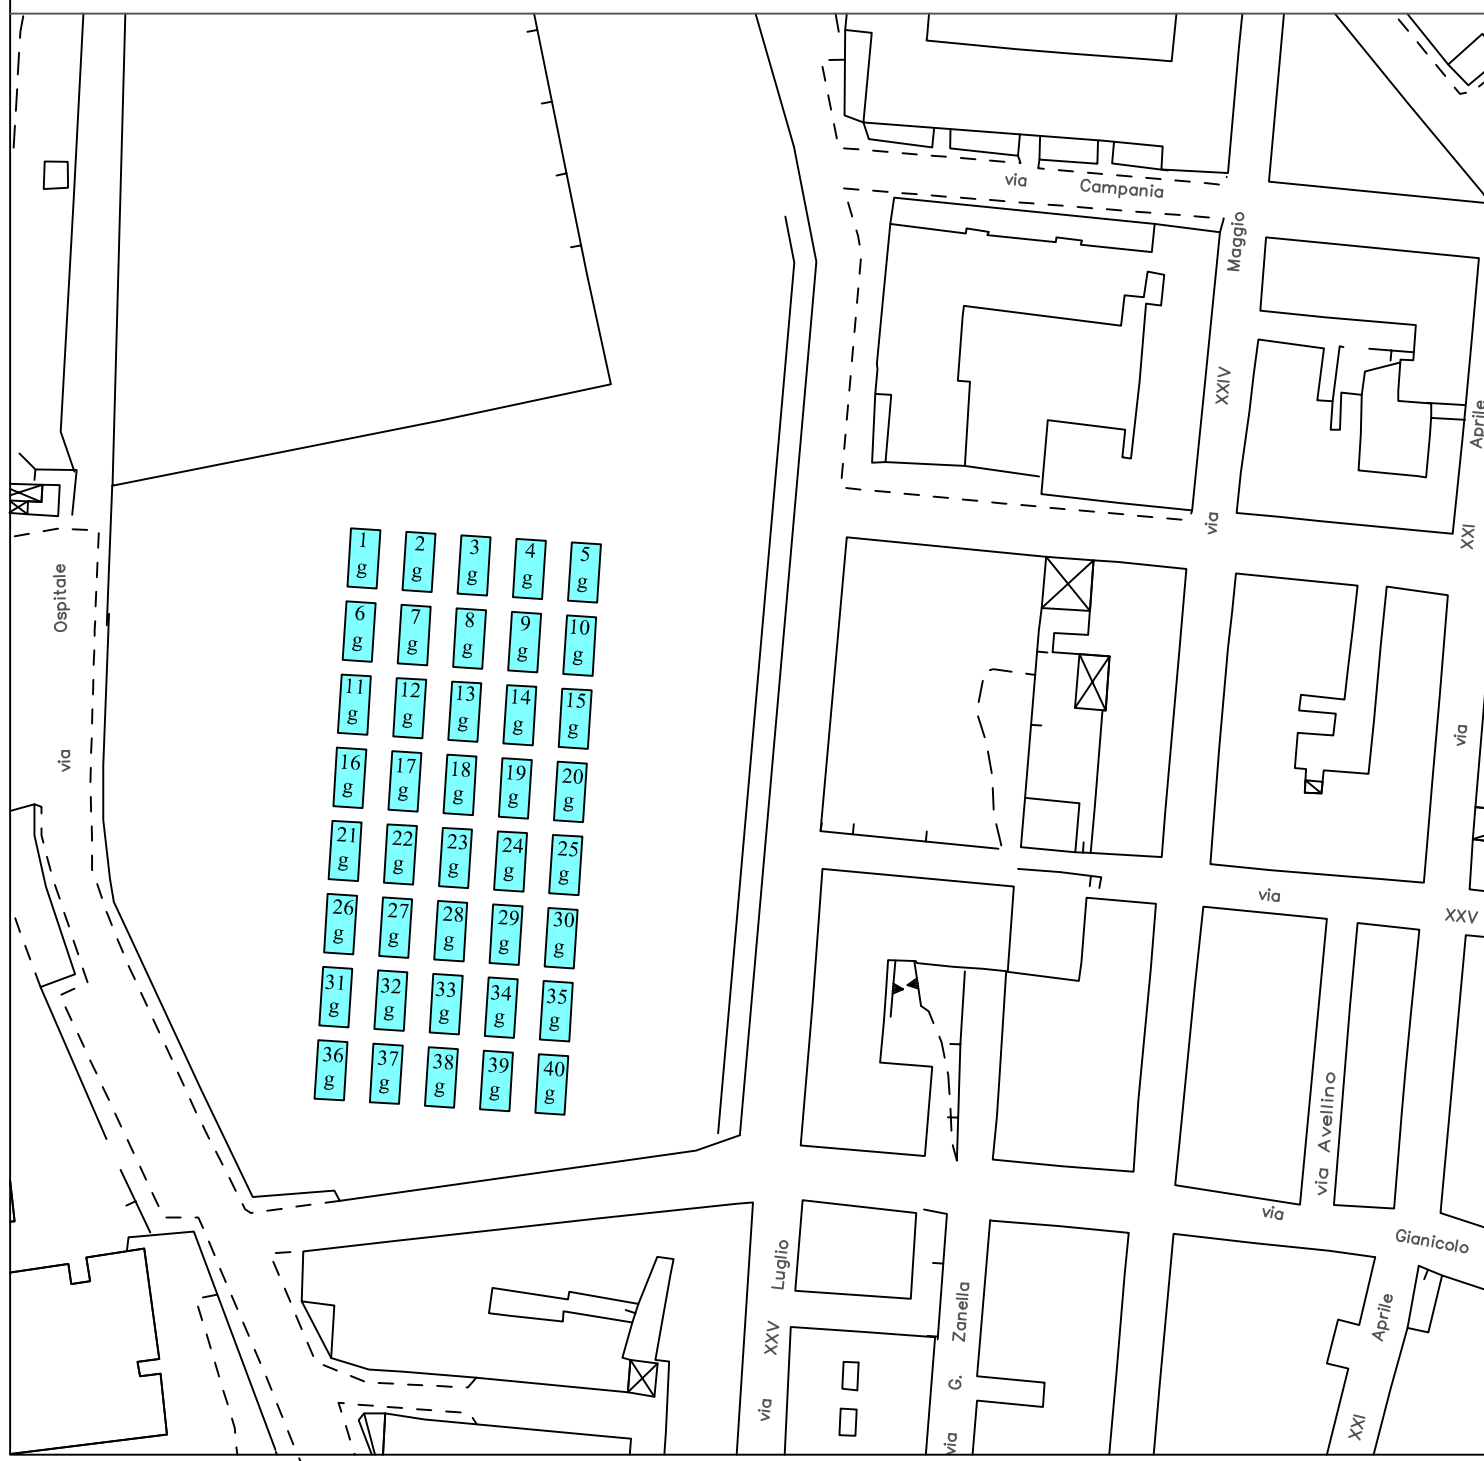 via Campania
Maggio
XXIV
via
Aprile
XXI
via
Ospitale
via
1 g
2 g
3 g
4 g
5 g
6 g
7 g
8 g
9 g
10 g
11 g
12 g
13 g
14 g
15 g
16 g
17 g
18 g
19 g
20 g
21 g
22 g
23 g
24 g
25 g
26 g
27 g
28 g
29 g
30 g
31 g
32 g
33 g
34 g
35 g
36 g
37 g
38 g
39 g
40 g
via
XXV
via Avellino
via
Gianicolo
Luglio
XXV
via
Zanella
G.
via
Aprile
XXI